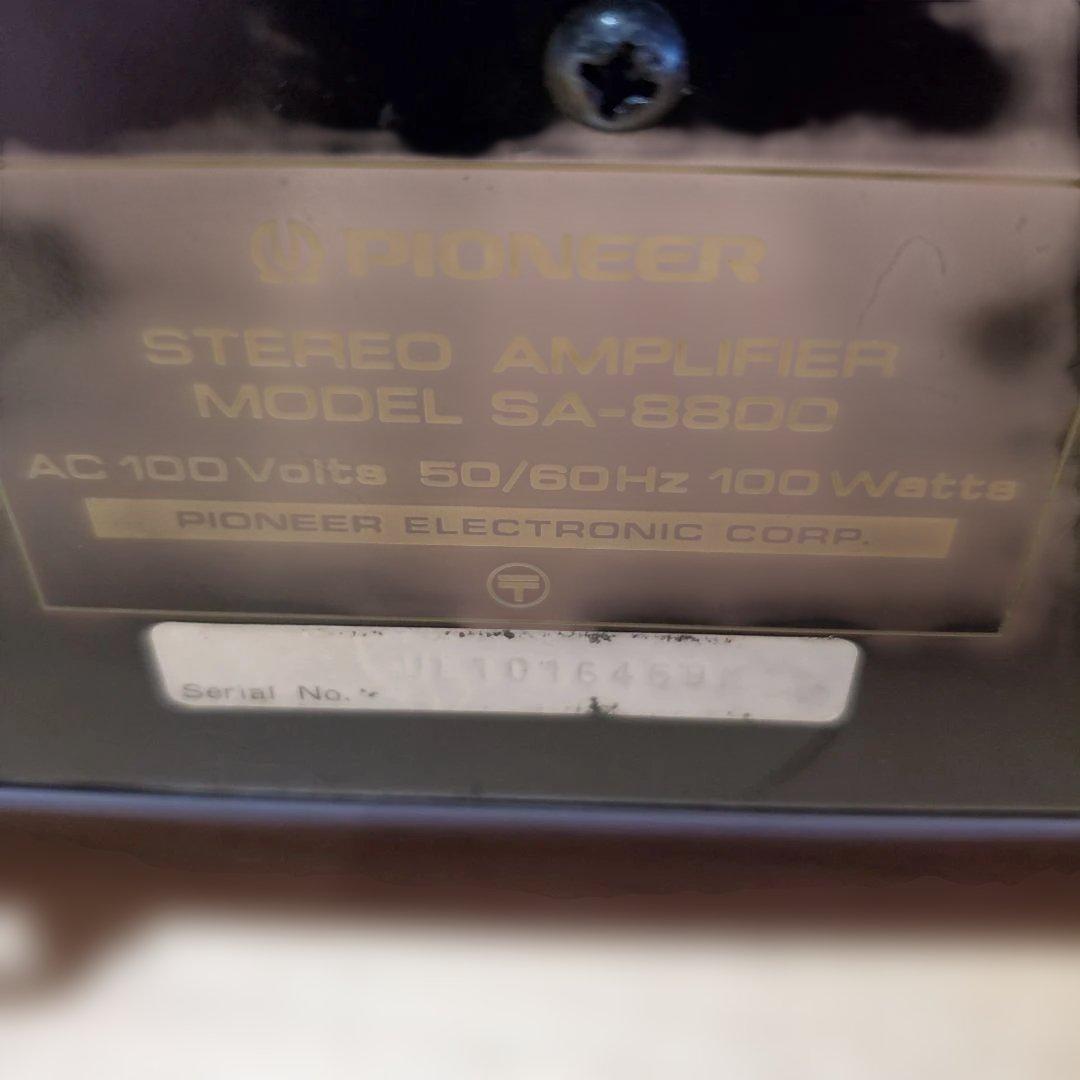 PIONEER
STEREO AMPLIFIER
MODEL SA-8800
AC 100 Volts 50/60Hz 100 Watts
PIONEER ELECTRONIC CORP.
Serial No.